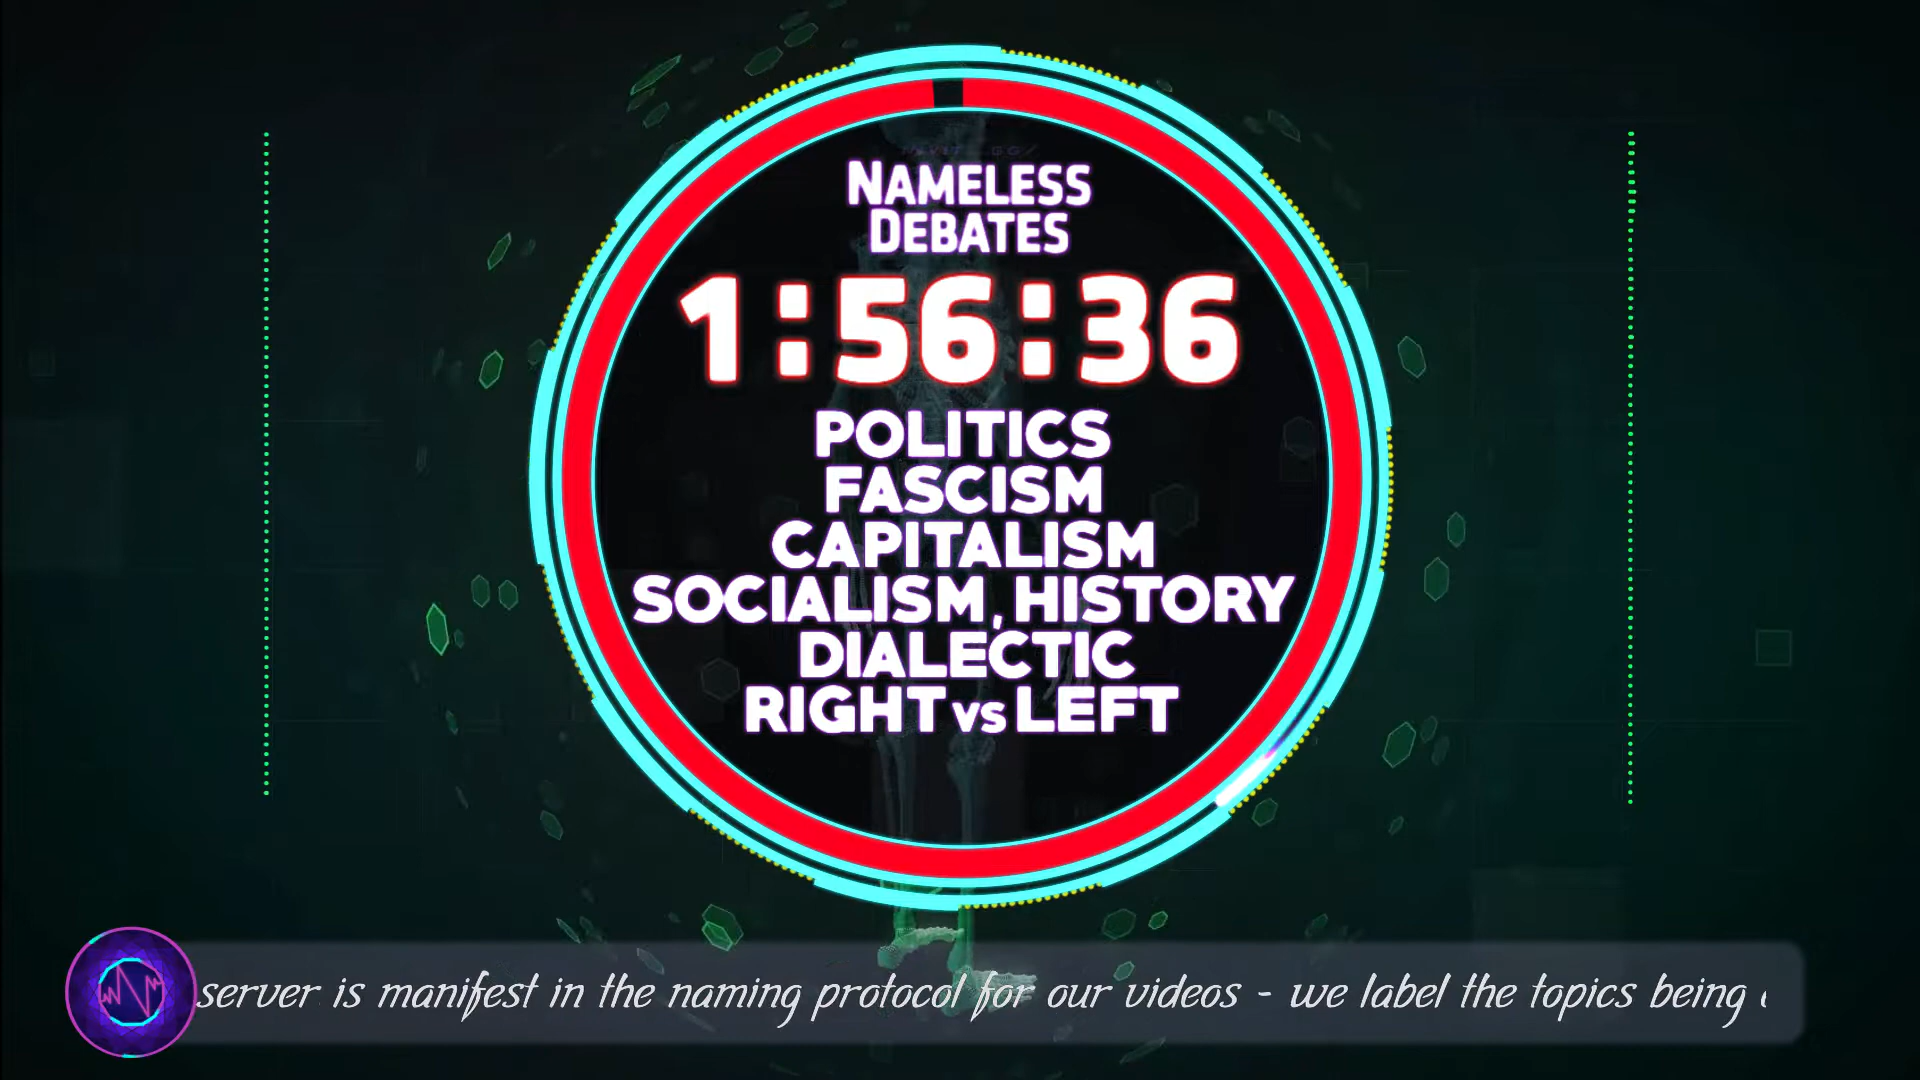 NAMELESS
DEBATES
1:56:36
POLITICS
FASCISM
CAPITALISM
SOCIALISM, HISTORY
DIALECTIC
RIGHT VS LEFT
server is manifest in the naming protocol for our videos - we label the topics being